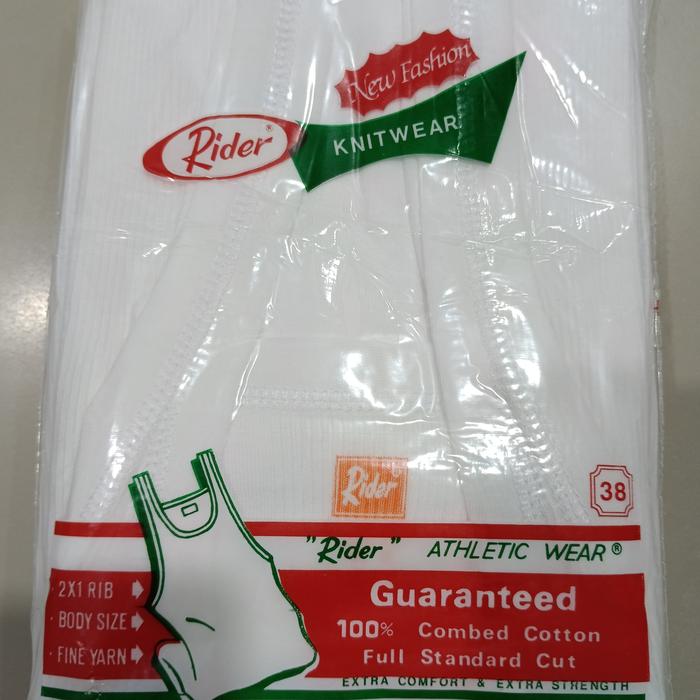 New Fashion
Rider®
KNITWEAR
Rider
38
"Rider" ATHLETIC WEAR®
· 2X1 RIB
· BODY SIZE
· FINE YARN
Guaranteed
100% Combed Cotton
Full Standard Cut
EXTRA COMFORT & EXTRA STRENGTH